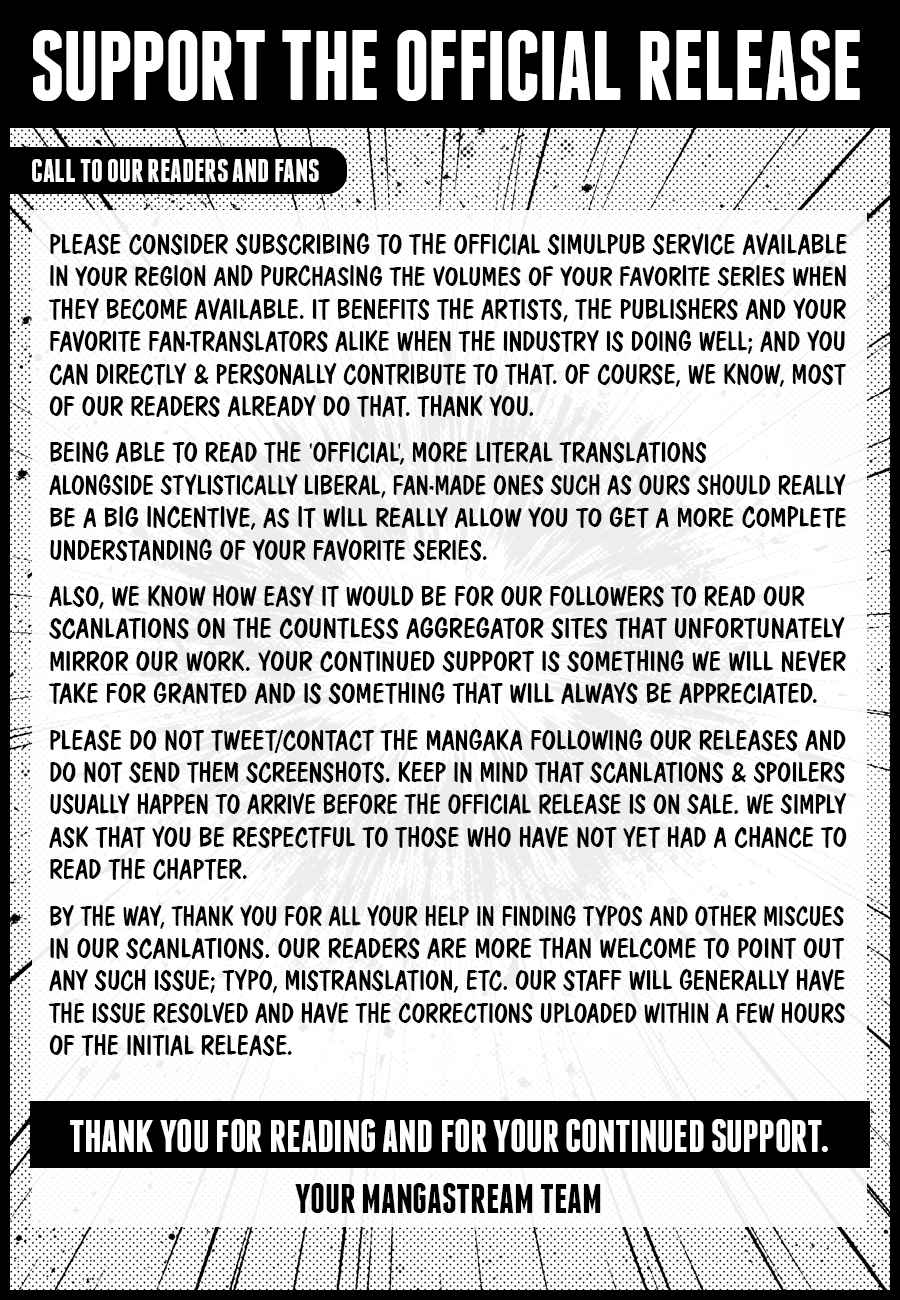 SUPPORT THE OFFICIAL RELEASE
CALL TO OUR READERS AND FANS
PLEASE CONSIDER SUBSCRIBING TO THE OFFICIAL SIMULPUB SERVICE AVAILABLE
IN YOUR REGION AND PURCHASING THE VOLUMES OF YOUR FAVORITE SERIES WHEN
THEY BECOME AVAILABLE. IT BENEFITS THE ARTISTS, THE PUBLISHERS AND YOUR
FAVORITE FAN-TRANSLATORS ALIKE WHEN THE INDUSTRY IS DOING WELL; AND YOU
CAN DIRECTLY & PERSONALLY CONTRIBUTE TO THAT. OF COURSE, WE KNOW, MOST
OF OUR READERS ALREADY DO THAT. THANK YOU.
BEING ABLE TO READ THE 'OFFICIAL', MORE LITERAL TRANSLATIONS
ALONGSIDE STYLISTICALLY LIBERAL, FAN-MADE ONES SUCH AS OURS SHOULD REALLY
BE A BIG INCENTIVE, AS IT WILL REALLY ALLOW YOU TO GET A MORE COMPLETE
UNDERSTANDING OF YOUR FAVORITE SERIES.
ALSO, WE KNOW HOW EASY IT WOULD BE FOR OUR FOLLOWERS TO READ OUR
SCANLATIONS ON THE COUNTLESS AGGREGATOR SITES THAT UNFORTUNATELY
MIRROR OUR WORK. YOUR CONTINUED SUPPORT IS SOMETHING WE WILL NEVER
TAKE FOR GRANTED AND IS SOMETHING THAT WILL ALWAYS BE APPRECIATED.
PLEASE DO NOT TWEET/CONTACT THE MANGAKA FOLLOWING OUR RELEASES AND
DO NOT SEND THEM SCREENSHOTS. KEEP IN MIND THAT SCANLATIONS & SPOILERS
USUALLY HAPPEN TO ARRIVE BEFORE THE OFFICIAL RELEASE IS ON SALE. WE SIMPLY
ASK THAT YOU BE RESPECTFUL TO THOSE WHO HAVE NOT YET HAD A CHANCE TO
READ THE CHAPTER.
BY THE WAY, THANK YOU FOR ALL YOUR HELP IN FINDING TYPOS AND OTHER MISCUES
IN OUR SCANLATIONS. OUR READERS ARE MORE THAN WELCOME TO POINT OUT
ANY SUCH ISSUE; TYPO, MISTRANSLATION, ETC. OUR STAFF WILL GENERALLY HAVE
THE ISSUE RESOLVED AND HAVE THE CORRECTIONS UPLOADED WITHIN A FEW HOURS
OF THE INITIAL RELEASE.
THANK YOU FOR READING AND FOR YOUR CONTINUED SUPPORT.
YOUR MANGASTREAM TEAM